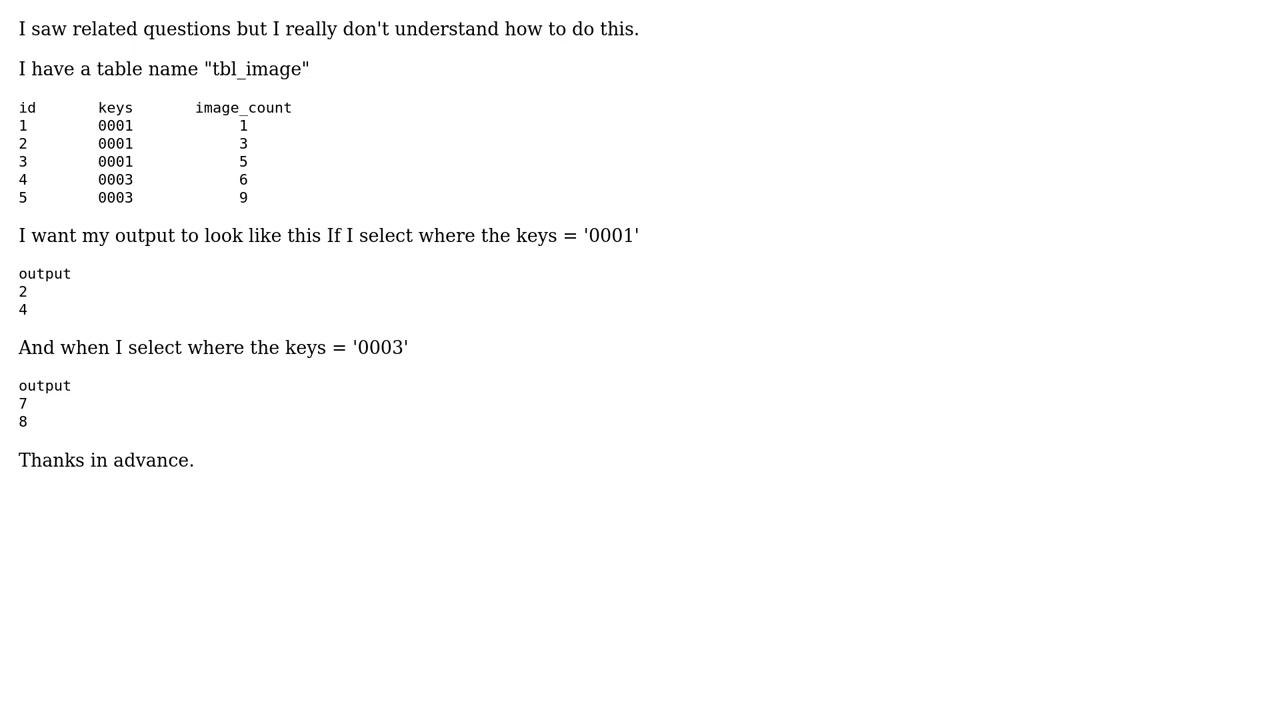 I saw related questions but I really don't understand how to do this.
I have a table name "tbl_image"
id       keys       image_count
1        0001            1
2        0001            3
3        0001            5
4        0003            6
5        0003            9
I want my output to look like this If I select where the keys = '0001'
output
2
4
And when I select where the keys = '0003'
output
7
8
Thanks in advance.